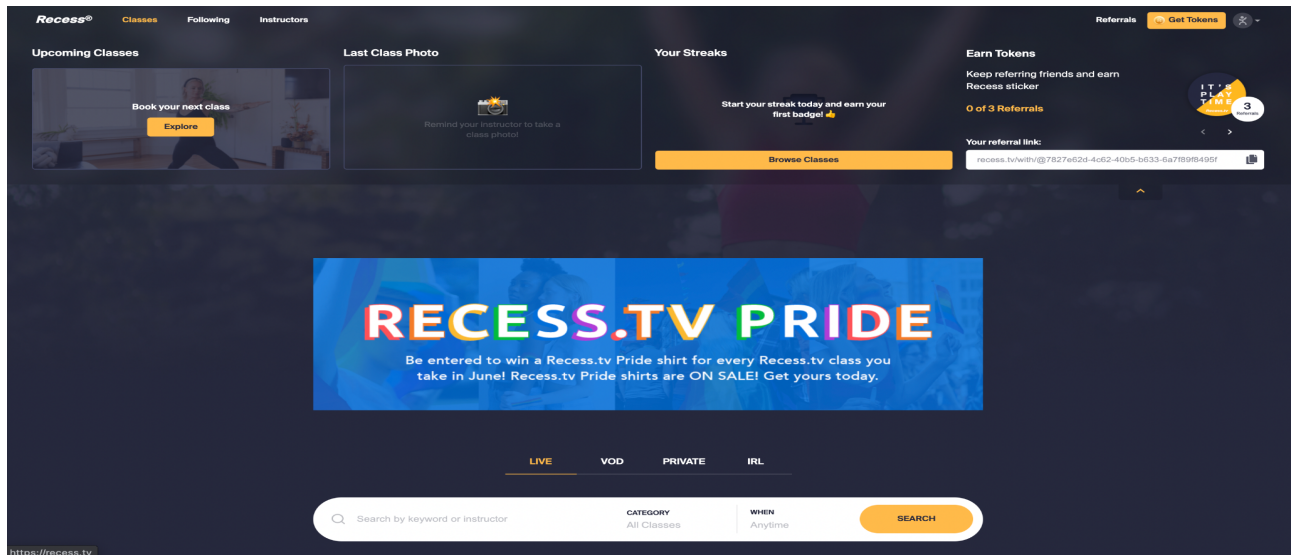 Recess®
Classes
Following
Instructors
Referrals
Get Tokens
Upcoming Classes
Book your next class
Explore
Last Class Photo
Remind your instructor to take a
class photo!
Your Streaks
Start your streak today and earn your
first badge!
Browse Classes
Earn Tokens
Keep referring friends and earn
Recess sticker
0 of 3 Referrals
IT'S
PLAY
TIME
3
Referrals
Your referral link:
recess.tv/with/@7827e62d-4c62-40b5-b633-6a7f89f8495f
RECESS.TV PRIDE
Be entered to win a Recess.tv Pride shirt for every Recess.tv class you
take in June! Recess.tv Pride shirts are ON SALE! Get yours today.
LIVE
VOD
PRIVATE
IRL
Search by keyword or instructor
CATEGORY
All Classes
WHEN
Anytime
SEARCH
https://recess.tv